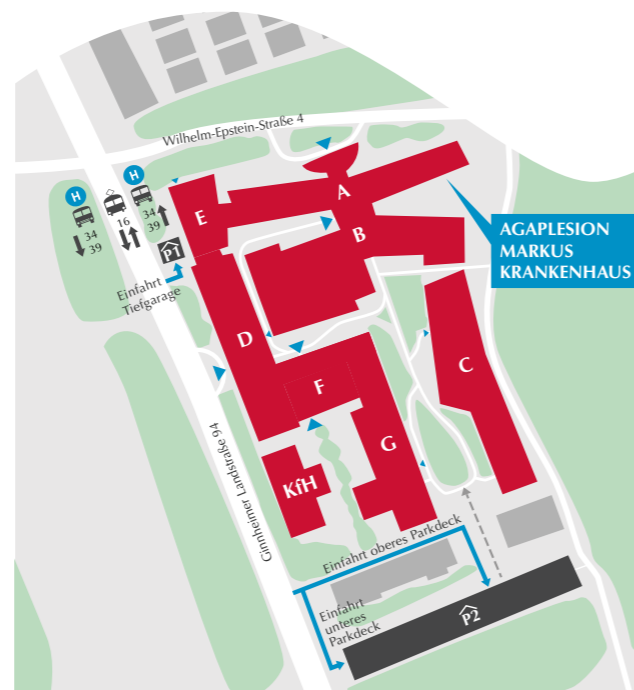 Wilhelm-Epstein-Straße 4
H
H
34
39
16
34
39
P1
Einfahrt
Tiefgarage
E
A
B
AGAPLESION
MARKUS
KRANKENHAUS
D
C
F
G
KfH
Ginnheimer Landstraße 94
Einfahrt oberes Parkdeck
Einfahrt
unteres
Parkdeck
P2